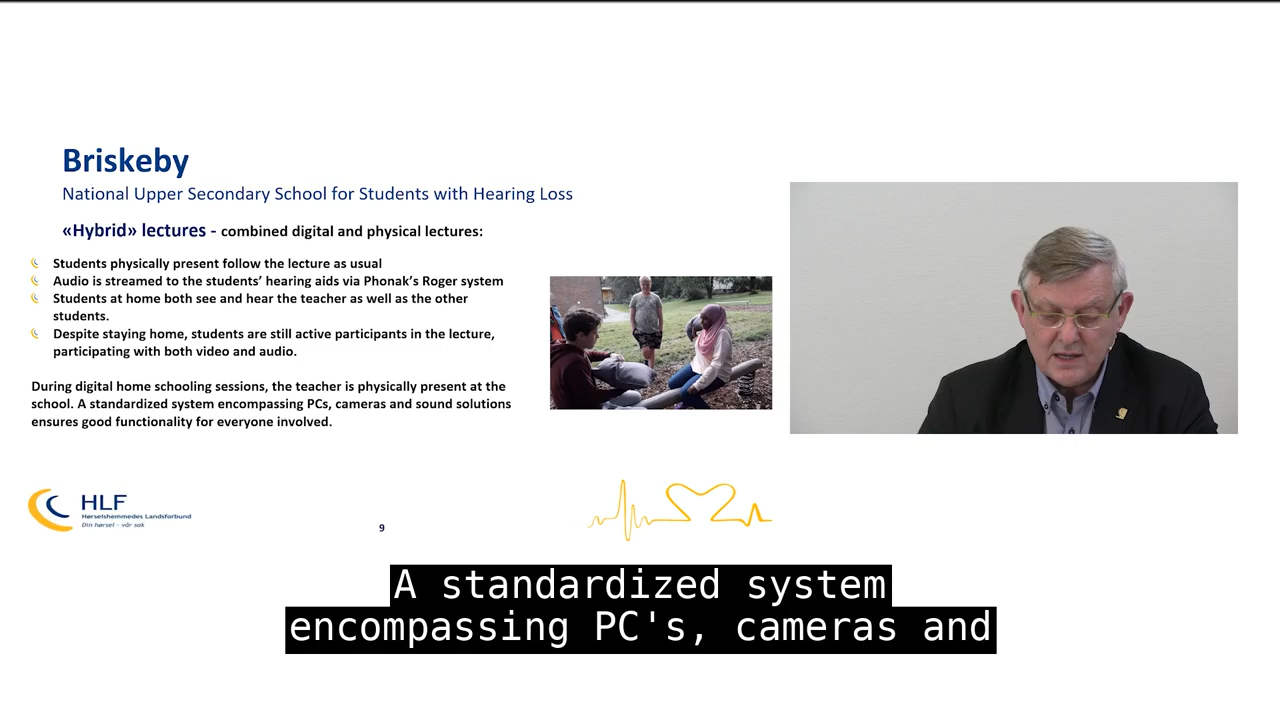 Briskeby
National Upper Secondary School for Students with Hearing Loss
«Hybrid» lectures - combined digital and physical lectures:
Students physically present follow the lecture as usual
Audio is streamed to the students’ hearing aids via Phonak’s Roger system
Students at home both see and hear the teacher as well as the other
students.
Despite staying home, students are still active participants in the lecture,
participating with both video and audio.
During digital home schooling sessions, the teacher is physically present at the
school. A standardized system encompassing PCs, cameras and sound solutions
ensures good functionality for everyone involved.
HLF
Hørselshemmedes Landsforbund
Din hørsel - vår sak
9
A standardized system
encompassing PC's, cameras and